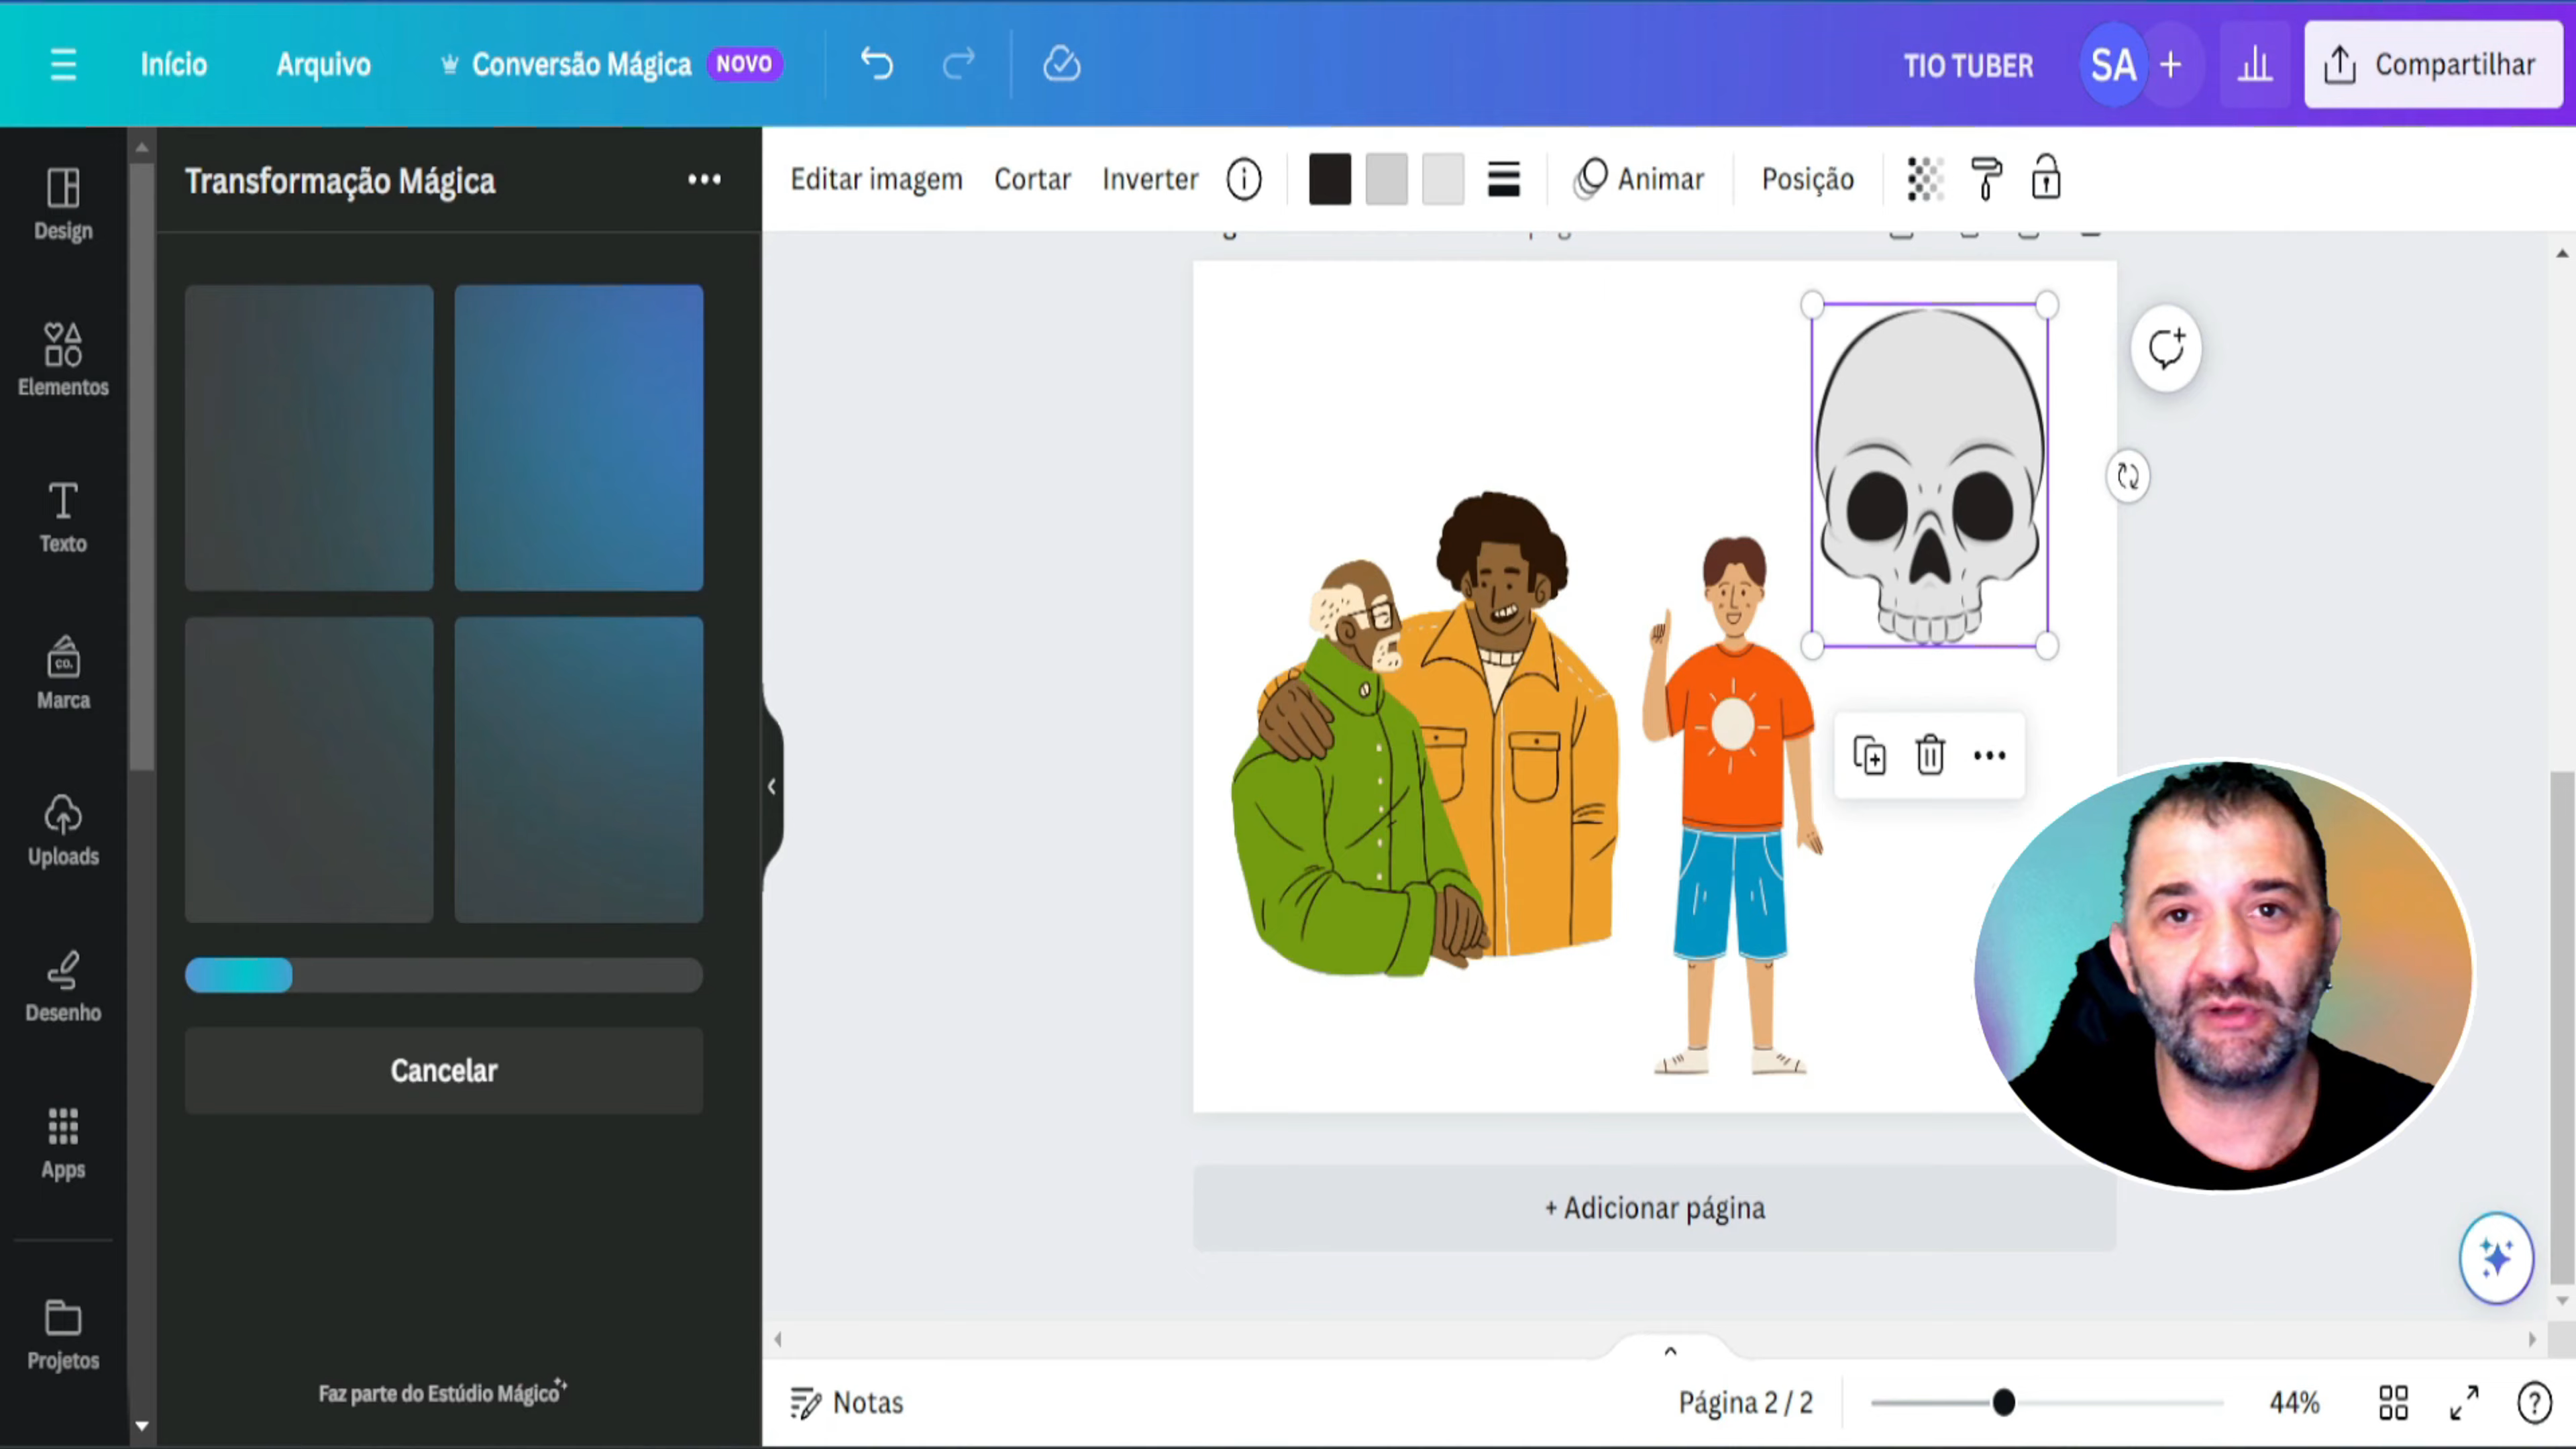 Início
Arquivo
Conversão Mágica NOVO
TIO TUBER
SA
+
Compartilhar
Design
Elementos
Texto
CO.
Marca
Uploads
Desenho
Apps
Projetos
Transformação Mágica
Cancelar
Faz parte do Estúdio Mágico
Editar imagem
Cortar
Inverter
Animar
Posição
+ Adicionar página
Notas
Página 2 / 2
44%
?